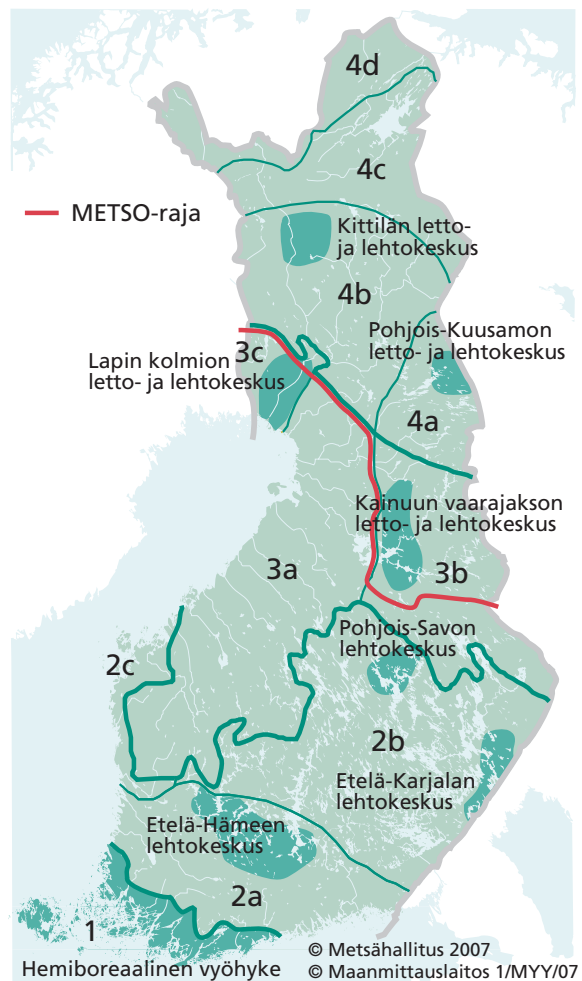 4d
4c
METSO-raja
Kittilän letto-
ja lehtokeskus
4b
Pohjois-Kuusamon
letto- ja lehtokeskus
3c
Lapin kolmion
letto- ja lehtokeskus
4a
Kainuun vaarajakson
letto- ja lehtokeskus
3a
3b
Pohjois-Savon
lehtokeskus
2c
2b
Etelä-Karjalan
lehtokeskus
Etelä-Hämeen
lehtokeskus
2a
1
Hemiboreaalinen vyöhyke
© Metsähallitus 2007
© Maanmittauslaitos 1/MYY/07